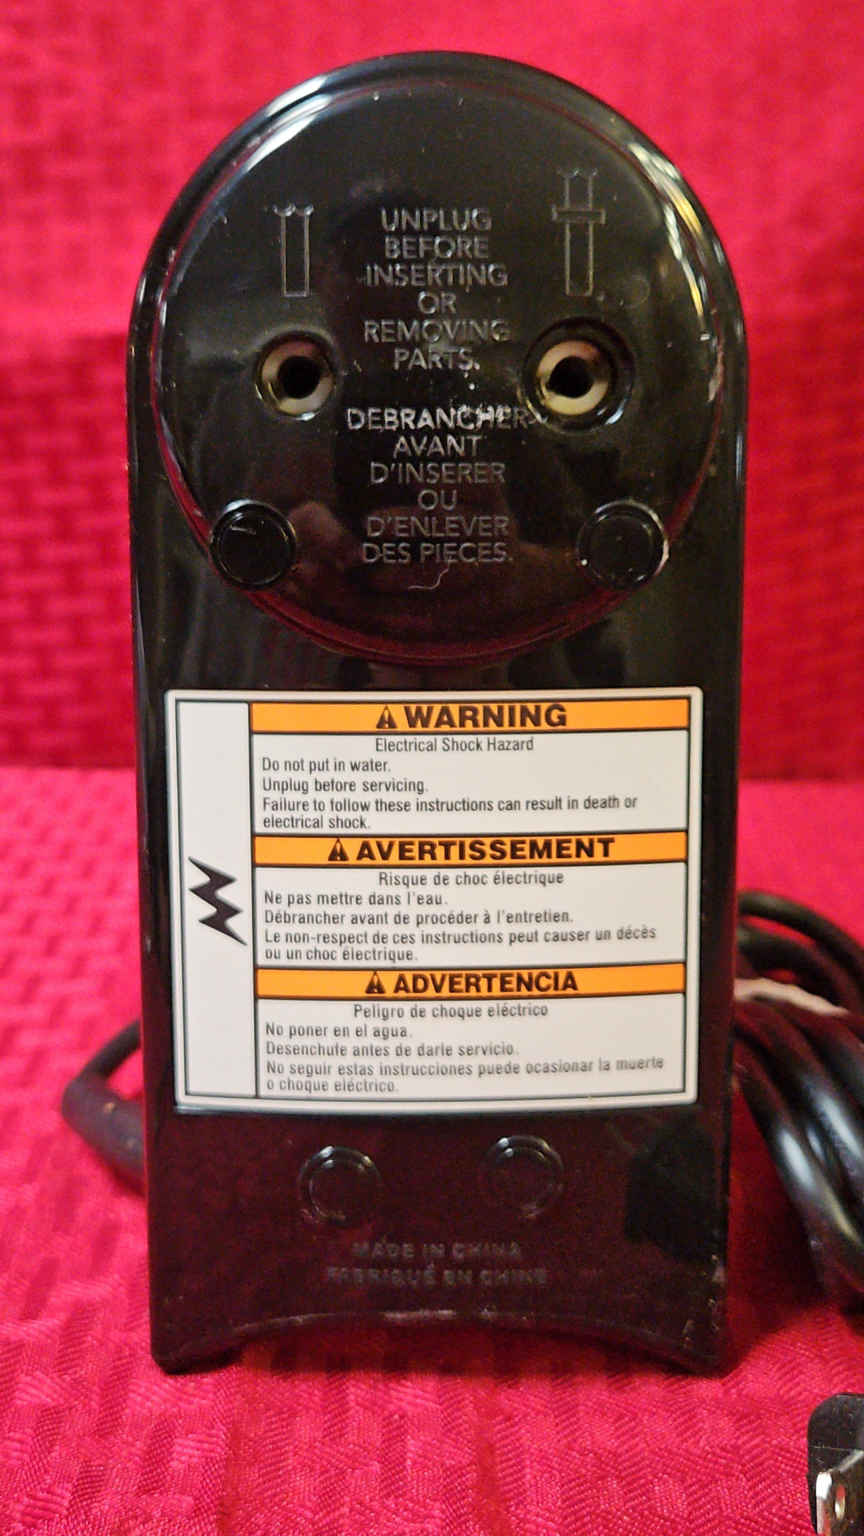 UNPLUG
BEFORE
INSERTING
OR
REMOVING
PARTS.
DEBRANCHER
AVANT
D'INSERER
OU
D'ENLEVER
DES PIECES.
WARNING
Electrical Shock Hazard
Do not put in water.
Unplug before servicing.
Failure to follow these instructions can result in death or
electrical shock.
AVERTISSEMENT
Risque de choc électrique
Ne pas mettre dans l'eau.
Débrancher avant de procéder à l'entretien.
Le non-respect de ces instructions peut causer un décès
ou un choc électrique.
ADVERTENCIA
Peligro de choque eléctrico
No poner en el agua.
Desenchufe antes de darle servicio.
No seguir estas instrucciones puede ocasionar la muerte
o choque eléctrico.
MADE IN CHINA
FABRIQUÉ EN CHINE